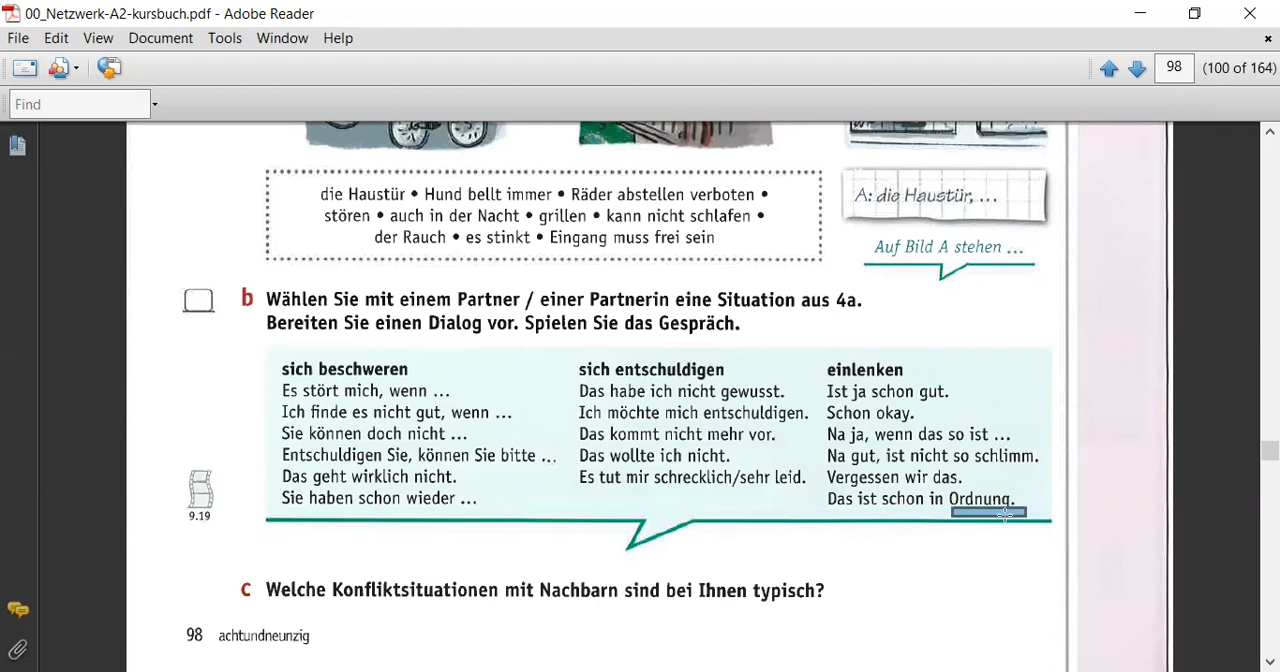 00_Netzwerk-A2-kursbuch.pdf - Adobe Reader
File Edit View Document Tools Window Help
98 (100 of 164)
Find
die Haustür • Hund bellt immer • Räder abstellen verboten •
stören • auch in der Nacht • grillen • kann nicht schlafen •
der Rauch • es stinkt • Eingang muss frei sein
A: die Haustür, ...
Auf Bild A stehen ...
b Wählen Sie mit einem Partner / einer Partnerin eine Situation aus 4a.
Bereiten Sie einen Dialog vor. Spielen Sie das Gespräch.
sich beschweren
Es stört mich, wenn ...
Ich finde es nicht gut, wenn ...
Sie können doch nicht ...
Entschuldigen Sie, können Sie bitte ...
Das geht wirklich nicht.
Sie haben schon wieder ...
sich entschuldigen
Das habe ich nicht gewusst.
Ich möchte mich entschuldigen.
Das kommt nicht mehr vor.
Das wollte ich nicht.
Es tut mir schrecklich/sehr leid.
einlenken
Ist ja schon gut.
Schon okay.
Na ja, wenn das so ist ...
Na gut, ist nicht so schlimm.
Vergessen wir das.
Das ist schon in Ordnung.
9.19
c Welche Konfliktsituationen mit Nachbarn sind bei Ihnen typisch?
98 achtundneunzig